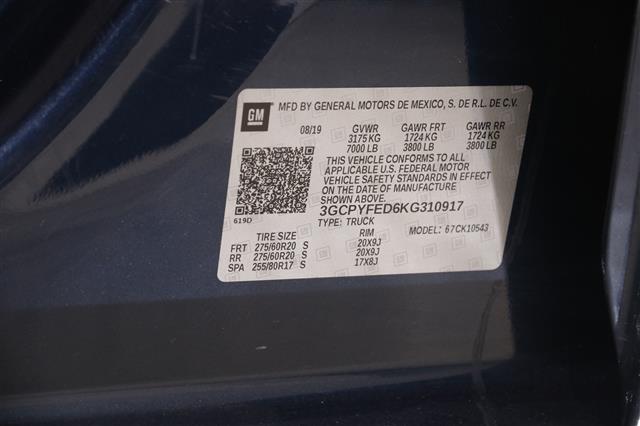 GM
MFD BY GENERAL MOTORS DE MEXICO, S. DE R.L. DE C.V.
08/19 GVWR GAWR FRT GAWR RR
3175 KG 1724 KG 1724 KG
7000 LB 3800 LB 3800 LB
THIS VEHICLE CONFORMS TO ALL
APPLICABLE U.S. FEDERAL MOTOR
VEHICLE SAFETY STANDARDS IN EFFECT
ON THE DATE OF MANUFACTURE
SHOWN ABOVE.
3GCPYFED6KG310917
619D
TYPE: TRUCK MODEL: 67CK10543
TIRE SIZE RIM
FRT 275/60R20 S 20X9J
RR 275/60R20 S 20X9J
SPA 255/80R17 S 17X8J